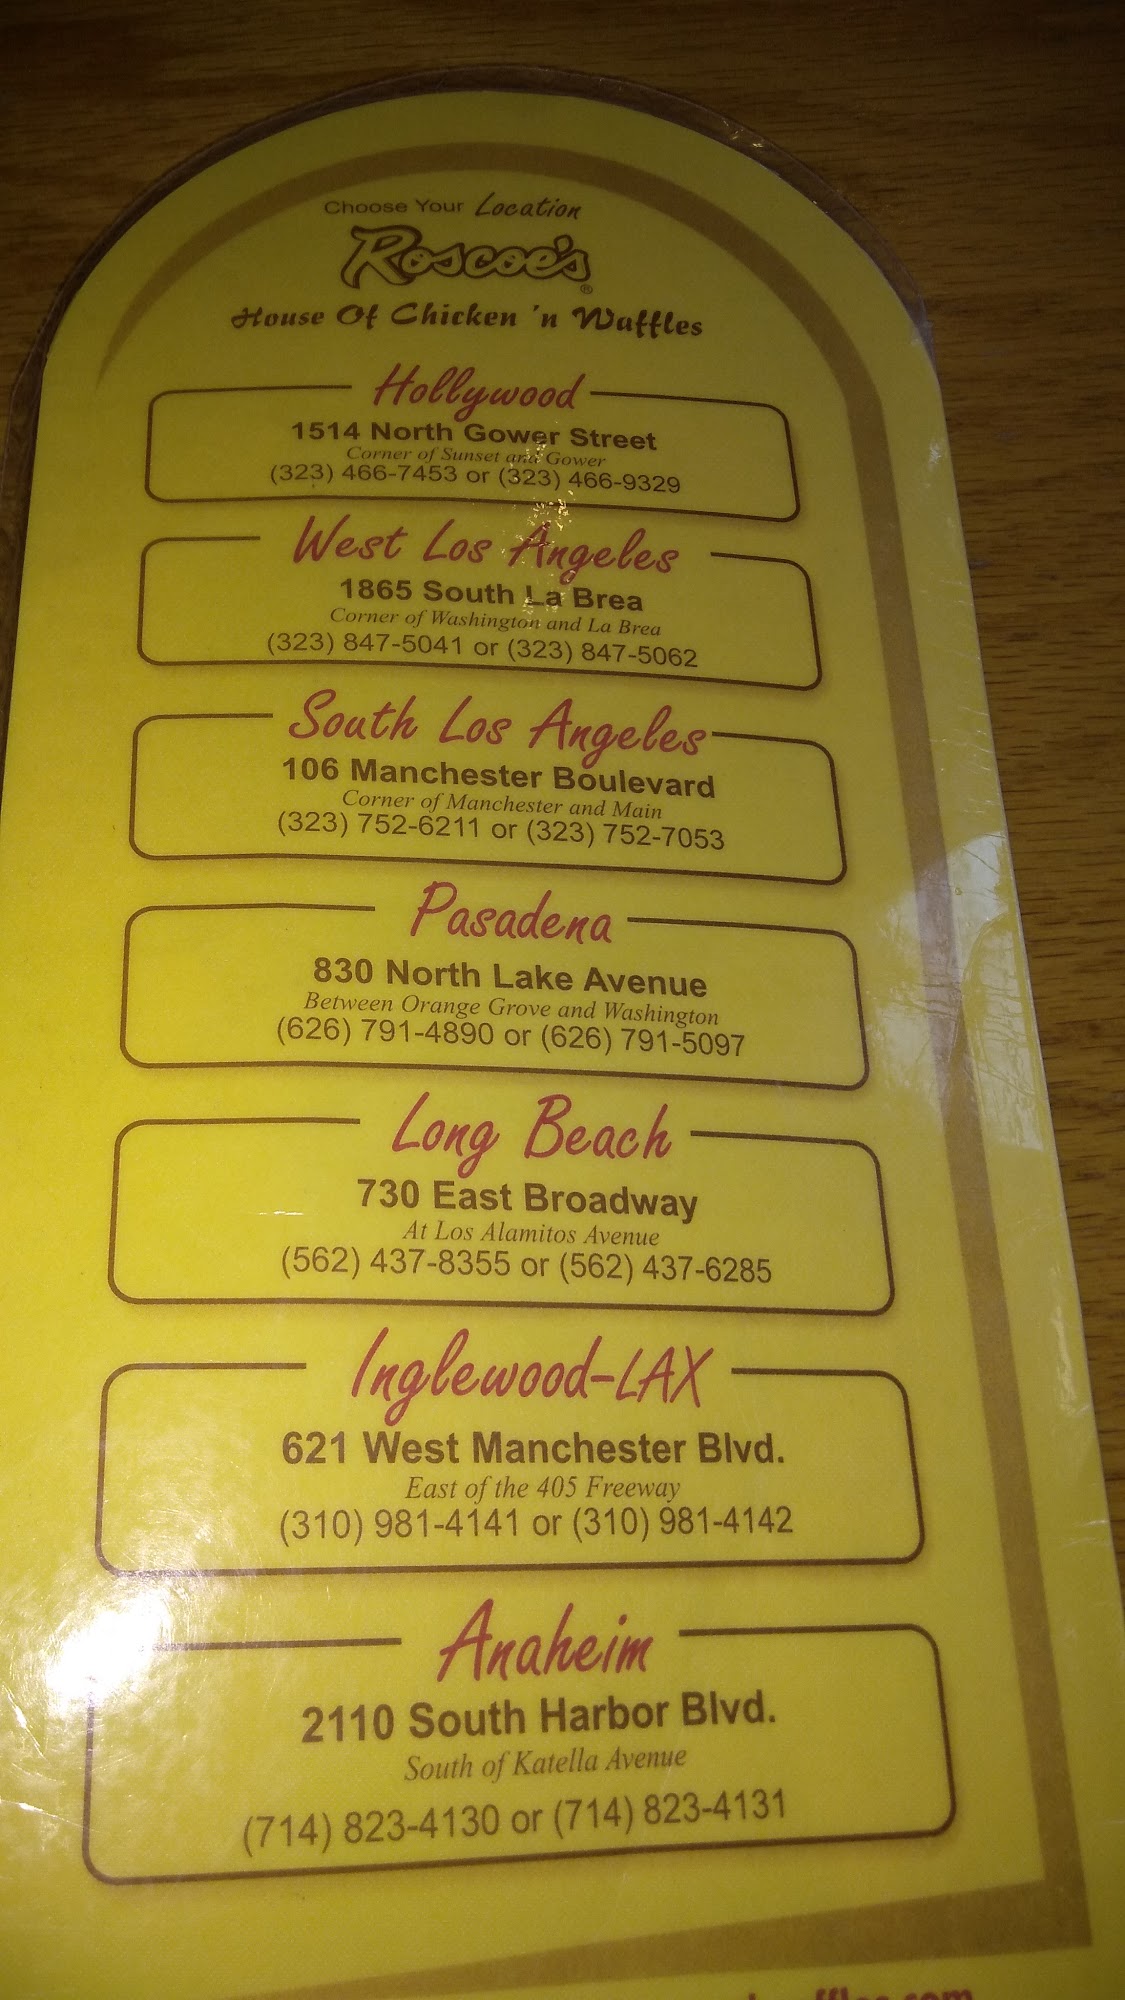 Choose Your Location
Roscoe's®
House Of Chicken 'n Waffles
Hollywood
1514 North Gower Street
Corner of Sunset and Gower
(323) 466-7453 or (323) 466-9329
West Los Angeles
1865 South La Brea
Corner of Washington and La Brea
(323) 847-5041 or (323) 847-5062
South Los Angeles
106 Manchester Boulevard
Corner of Manchester and Main
(323) 752-6211 or (323) 752-7053
Pasadena
830 North Lake Avenue
Between Orange Grove and Washington
(626) 791-4890 or (626) 791-5097
Long Beach
730 East Broadway
At Los Alamitos Avenue
(562) 437-8355 or (562) 437-6285
Inglewood-LAX
621 West Manchester Blvd.
East of the 405 Freeway
(310) 981-4141 or (310) 981-4142
Anaheim
2110 South Harbor Blvd.
South of Katella Avenue
(714) 823-4130 or (714) 823-4131